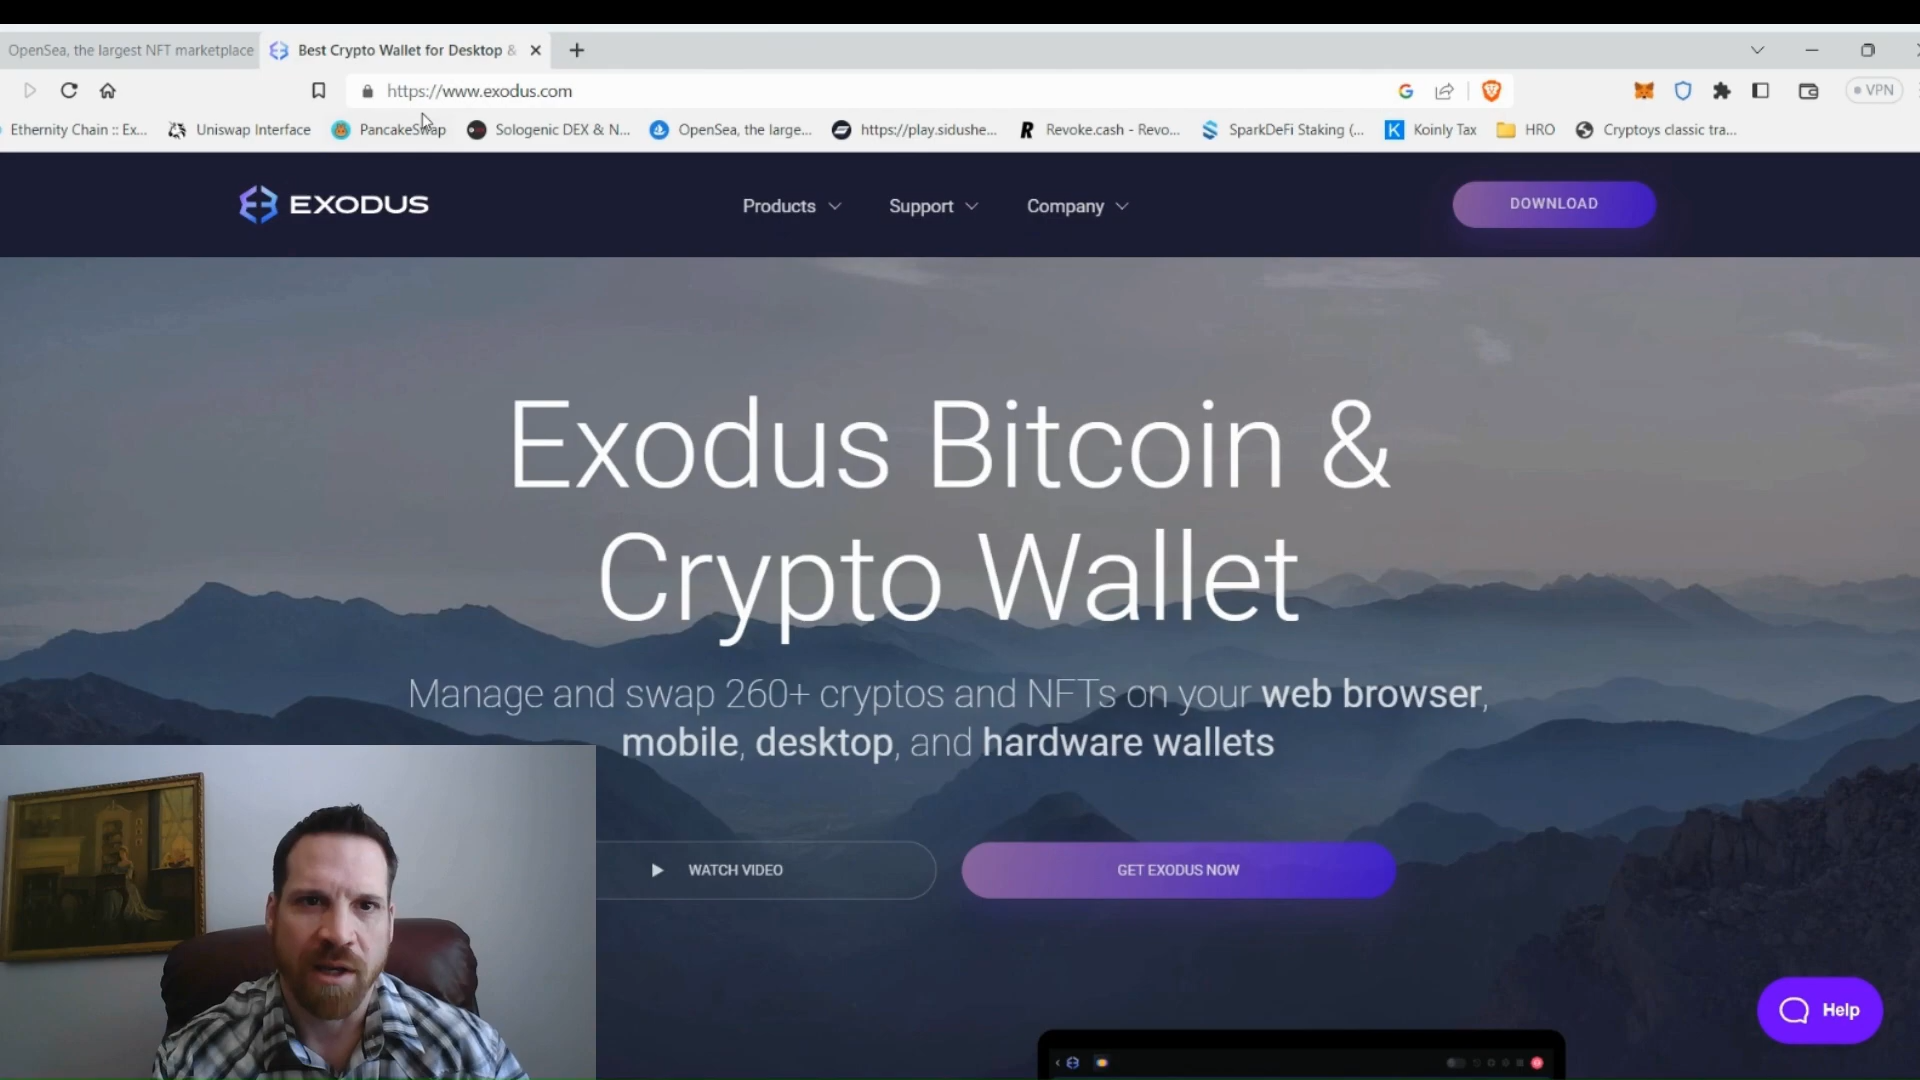 OpenSea, the largest NFT marketplace
Best Crypto Wallet for Desktop &
https://www.exodus.com
VPN
Ethernity Chain :: Ex...
Uniswap Interface
PancakeSwap
Sologenic DEX & N...
OpenSea, the large...
https://play.sidushe...
Revoke.cash - Revo...
SparkDeFi Staking (...
Koinly Tax
HRO
Cryptoys classic tra...
EXODUS
Products
Support
Company
DOWNLOAD
Exodus Bitcoin &
Crypto Wallet
Manage and swap 260+ cryptos and NFTs on your web browser,
mobile, desktop, and hardware wallets
WATCH VIDEO
GET EXODUS NOW
Help